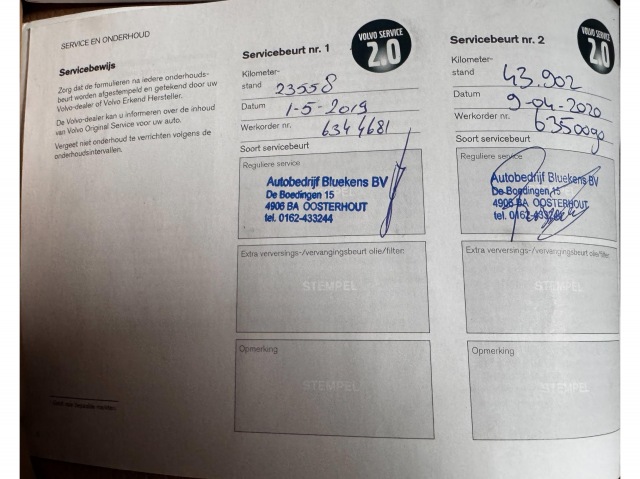 SERVICE EN ONDERHOUD
Servicebewijs
Zorg dat de formulieren na iedere onderhouds-
beurt worden afgestempeld en getekend door uw
Volvo-dealer of Volvo Erkend Hersteller.
De Volvo-dealer kan u informeren over de inhoud
van Volvo Original Service voor uw auto.
Vergeet niet onderhoud te verrichten volgens de
onderhoudsintervallen.
Servicebeurt nr. 1
VOLVO SERVICE
2.0
Kilometer-
stand 23558
Datum 1-5-2019
Werkorder nr. 6344681
Soort servicebeurt
Reguliere service
Autobedrijf Bluekens BV
De Boedingen 15
4906 BA OOSTERHOUT
tel. 0162-433244
Extra verversings-/vervangingsbeurt olie/filter:
STEMPEL
Opmerking
STEMPEL
Servicebeurt nr. 2
VOLVO SERVICE
2.0
Kilometer-
stand 43.902
Datum 9-04-2020
Werkorder nr. 6350090
Soort servicebeurt
Reguliere service
Autobedrijf Bluekens BV
De Boedingen 15
4906 BA OOSTERHOUT
tel. 0162-433244
Extra verversings-/vervangingsbeurt olie/filter:
STEMPEL
Opmerking
STEMPEL